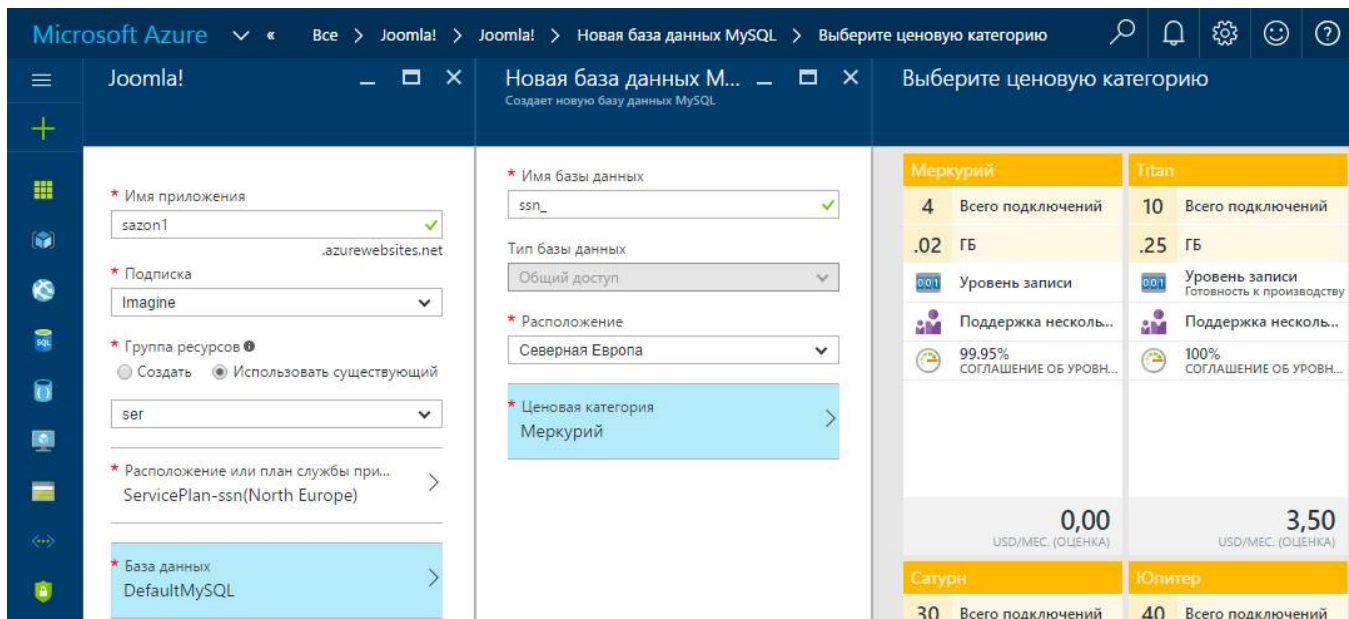 Microsoft Azure « Все > Joomla! > Joomla! > Новая база данных MySQL > Выберите ценовую категорию
Joomla!
* Имя приложения
sazon1
.azurewebsites.net
* Подписка
Imagine
* Группа ресурсов
Создать Использовать существующий
ser
* Расположение или план службы при...
ServicePlan-ssn(North Europe)
* База данных
DefaultMySQL
Новая база данных M...
Создает новую базу данных MySQL
* Имя базы данных
ssn_
Тип базы данных
Общий доступ
* Расположение
Северная Европа
* Ценовая категория
Меркурий
Выберите ценовую категорию
Меркурий
4 Всего подключений
.02 ГБ
001 Уровень записи
Поддержка несколь...
99.95%
СОГЛАШЕНИЕ ОБ УРОВН...
0,00
USD/МЕС. (ОЦЕНКА)
Titan
10 Всего подключений
.25 ГБ
001 Уровень записи
Готовность к производству
Поддержка несколь...
100%
СОГЛАШЕНИЕ ОБ УРОВН...
3,50
USD/МЕС. (ОЦЕНКА)
Сатурн
30 Всего подключений
Юпитер
40 Всего подключений
SQL